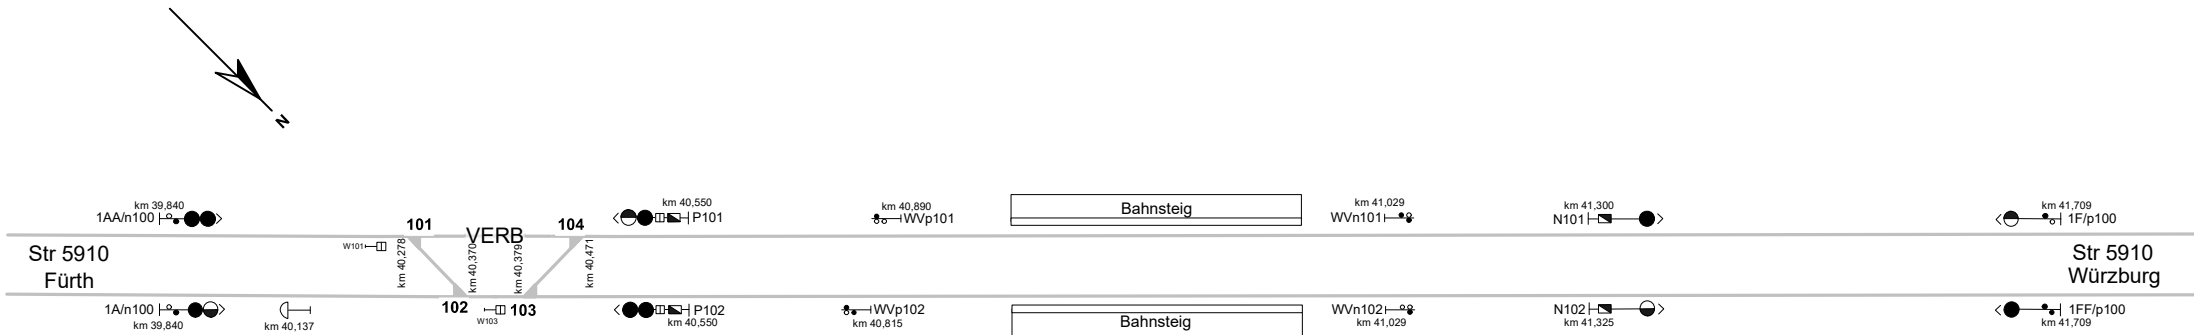 N
km 39,840
1AA/n100
W101
101
km 40,278
VERB
km 40,370
km 40,379
104
km 40,471
km 40,550
P101
km 40,890
WVp101
Bahnsteig
km 41,029
WVn101
km 41,300
N101
km 41,709
1F/p100
Str 5910
Fürth
Str 5910
Würzburg
1A/n100
km 39,840
km 40,137
102
W103
103
P102
km 40,550
WVp102
km 40,815
Bahnsteig
WVn102
km 41,029
N102
km 41,325
1FF/p100
km 41,709